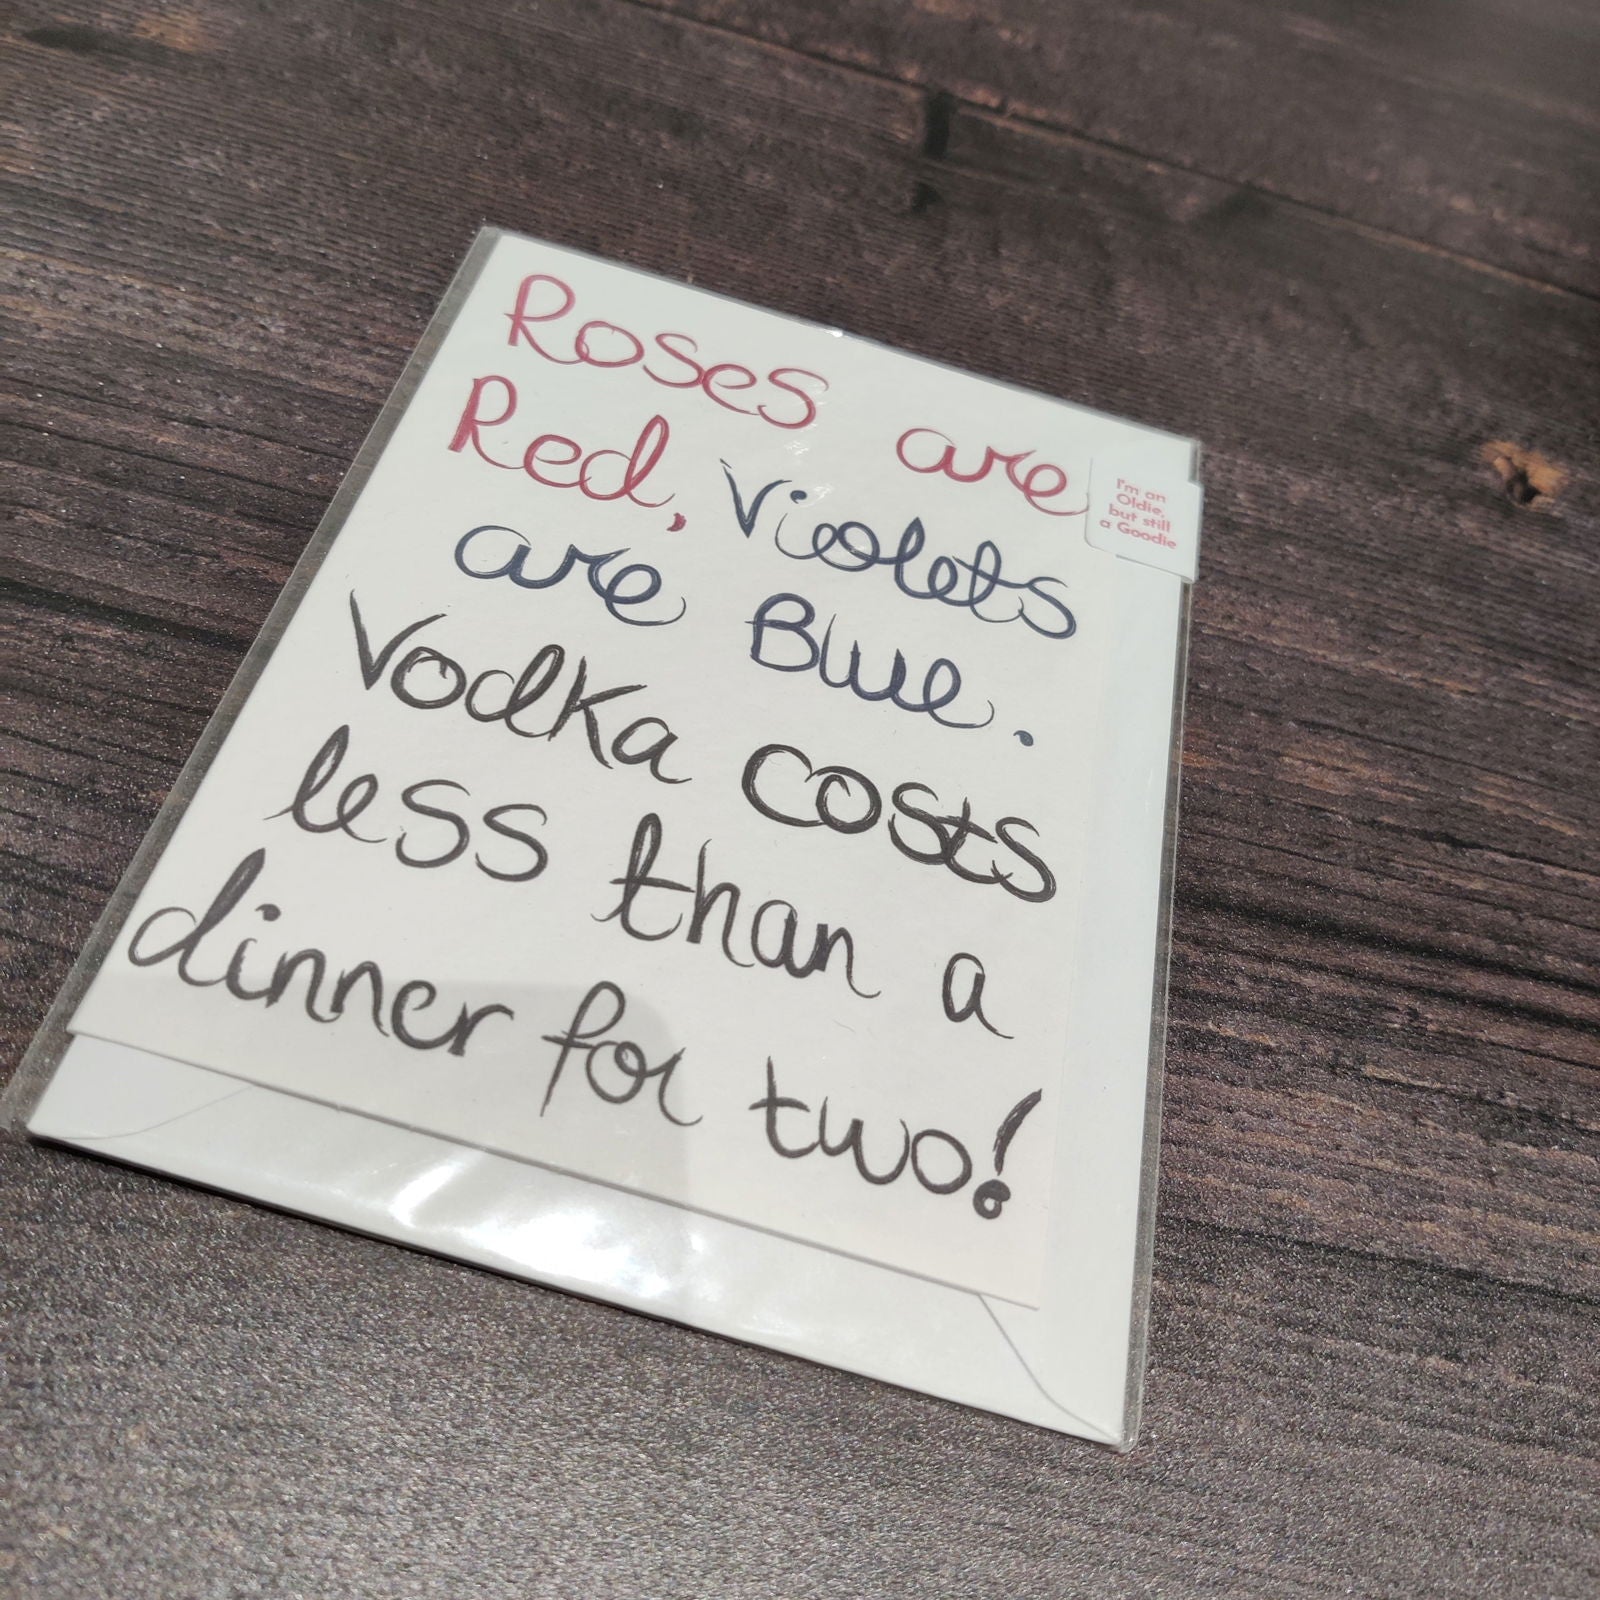 Roses are
Red, Violets
are Blue.
Vodka costs
less than a
dinner for two!
I'm an
Oldie,
but still
a Goodie